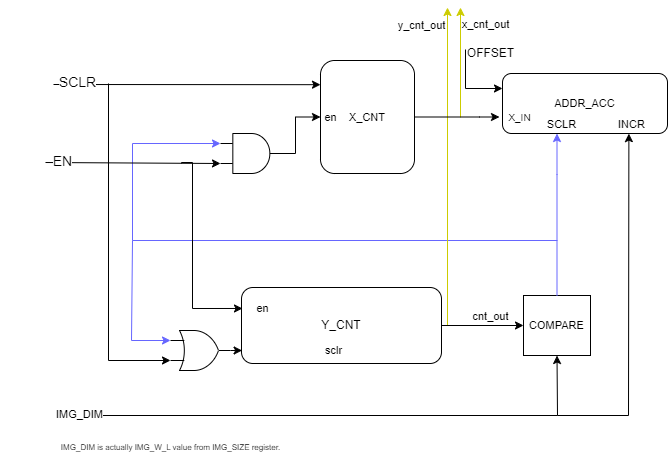 y_cnt_out
x_cnt_out
OFFSET
–SCLR
ADDR_ACC
en
X_CNT
X_IN
SCLR
INCR
–EN
en
Y_CNT
cnt_out
COMPARE
sclr
IMG_DIM
IMG_DIM is actually IMG_W_L value from IMG_SIZE register.